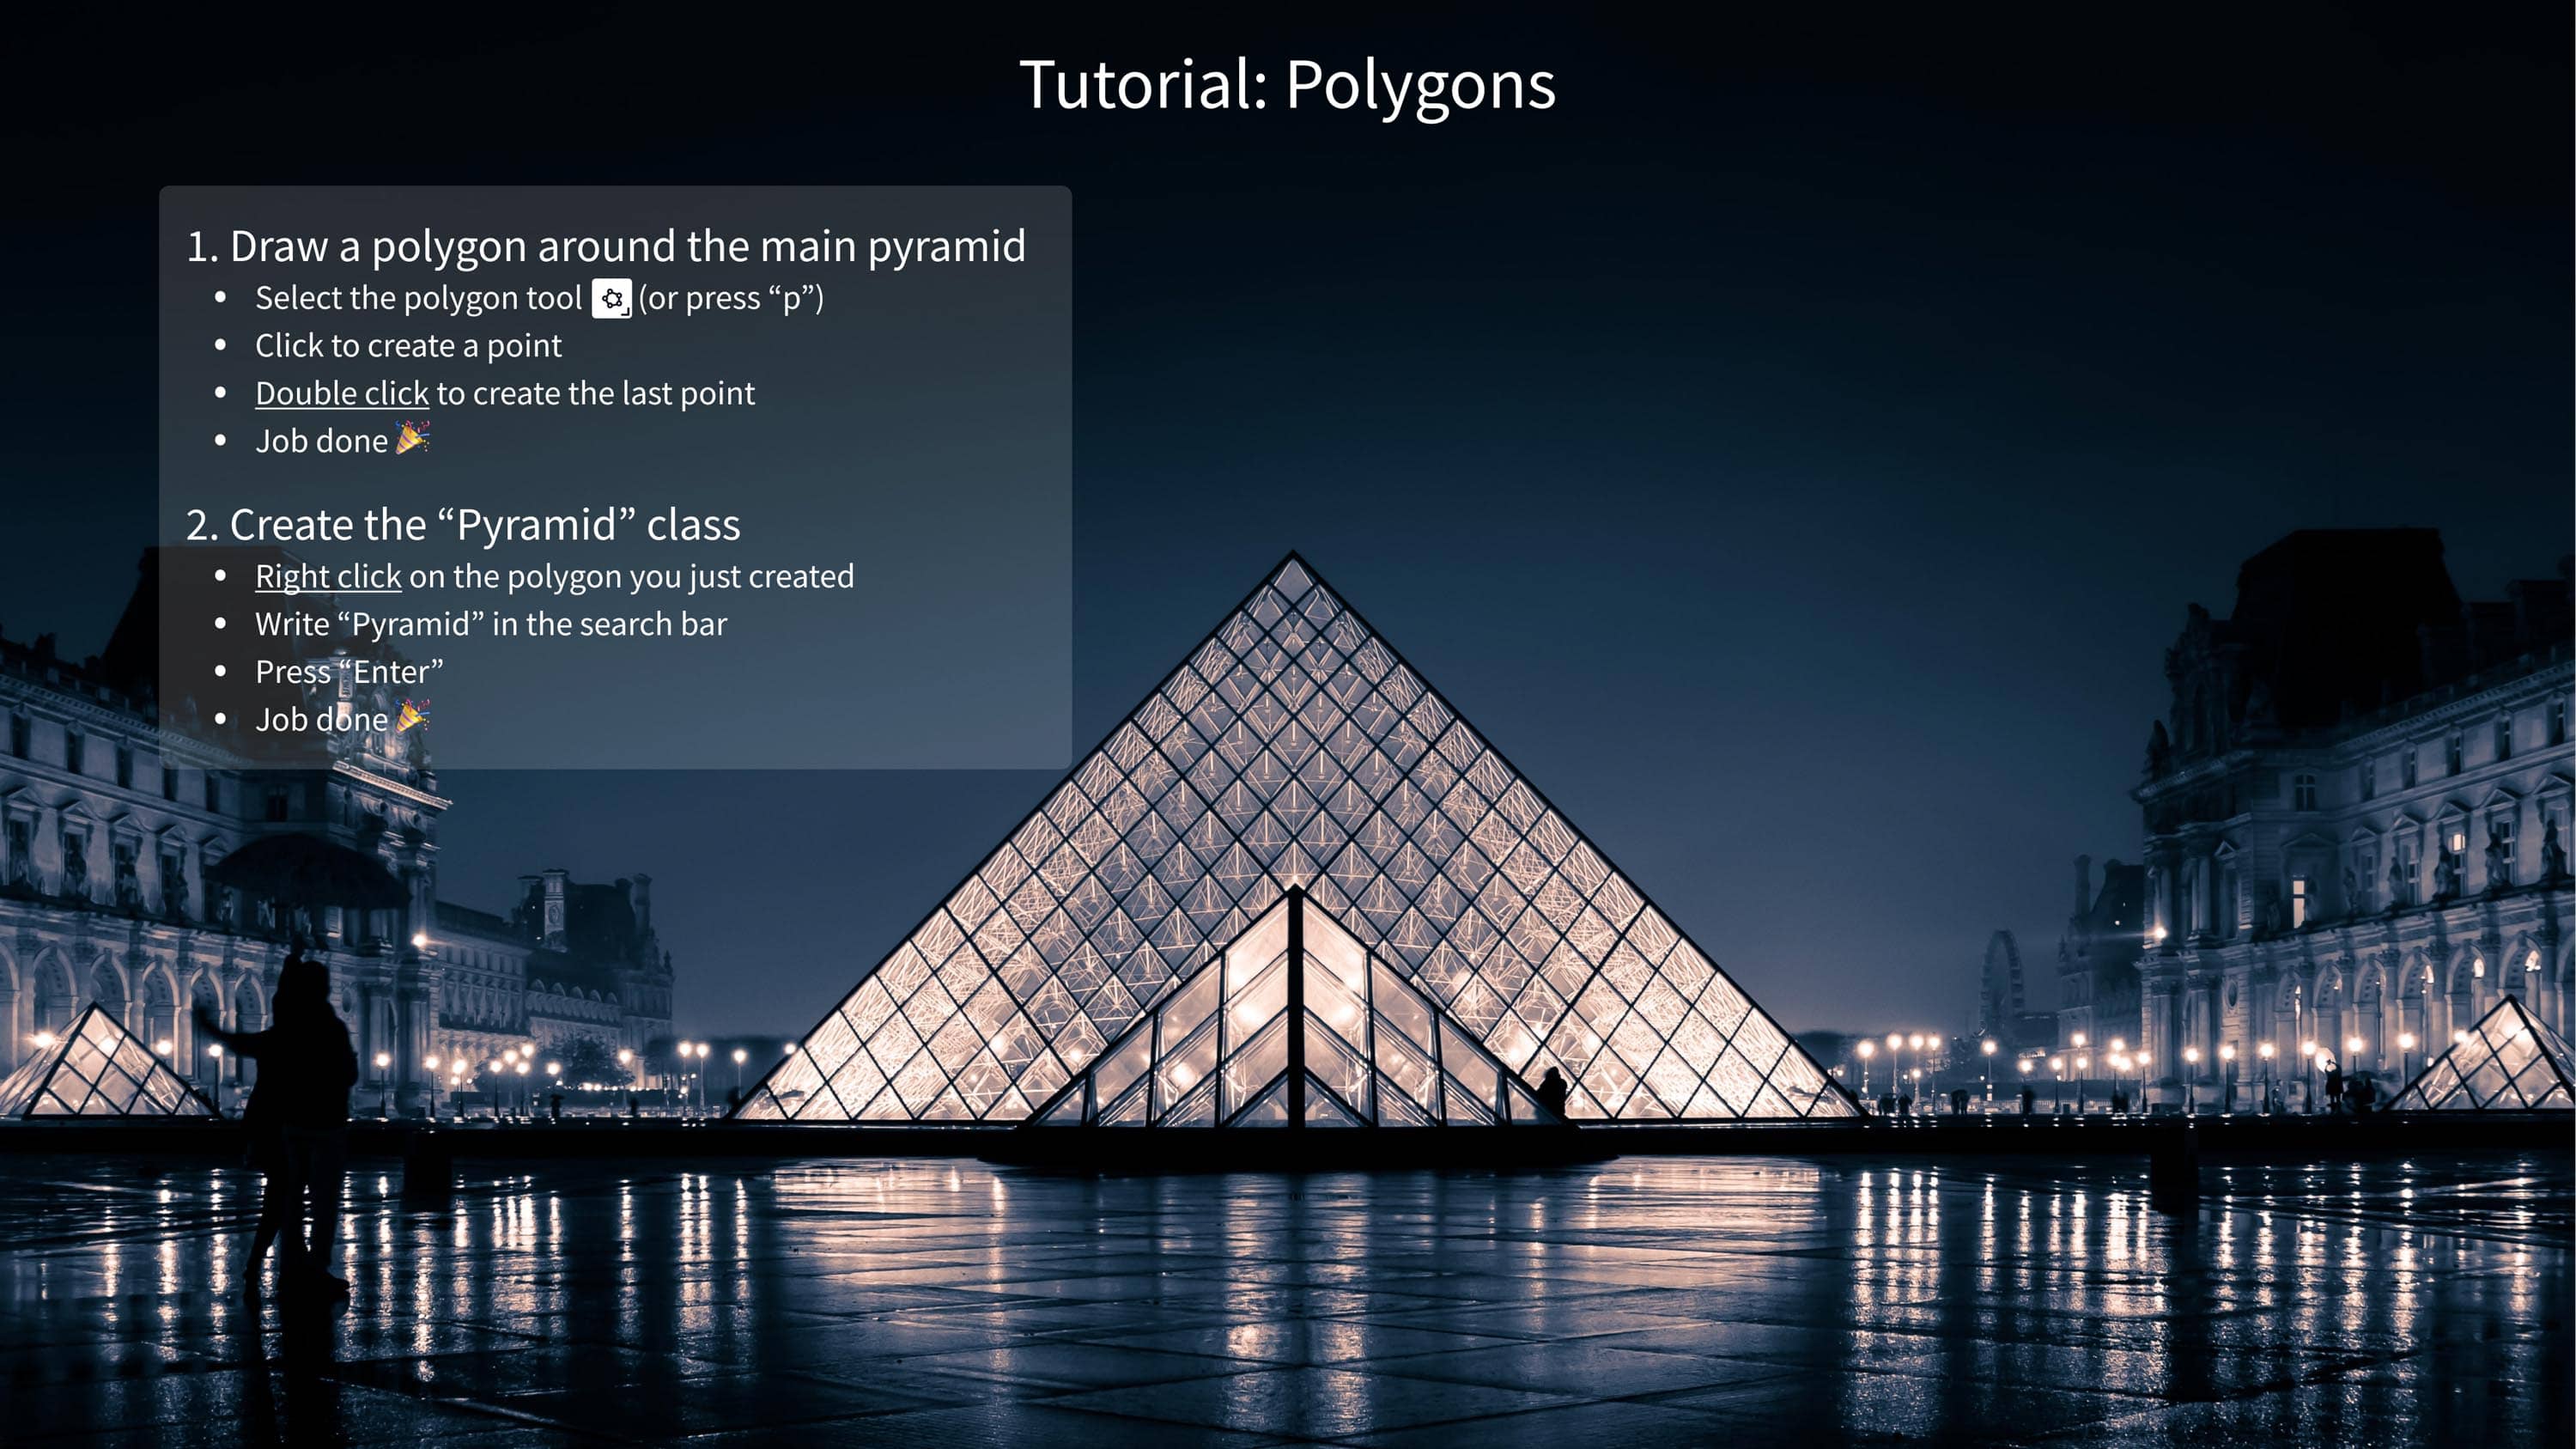 Tutorial: Polygons
1. Draw a polygon around the main pyramid
• Select the polygon tool (or press “p”)
• Click to create a point
• Double click to create the last point
• Job done 🎉
2. Create the “Pyramid” class
• Right click on the polygon you just created
• Write “Pyramid” in the search bar
• Press “Enter”
• Job done 🎉